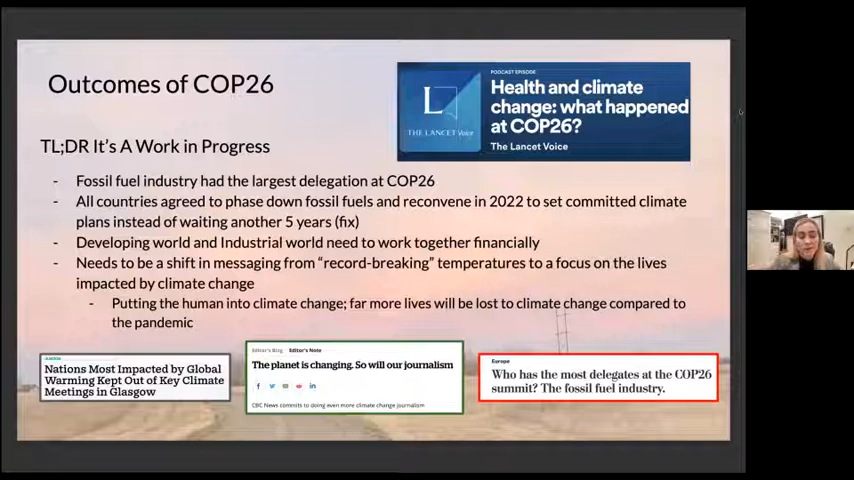 Outcomes of COP26
PODCAST EPISODE
Health and climate
change: what happened
at COP26?
The Lancet Voice
L
THE LANCET Voice
TL;DR It's A Work in Progress
- Fossil fuel industry had the largest delegation at COP26
- All countries agreed to phase down fossil fuels and reconvene in 2022 to set committed climate
plans instead of waiting another 5 years (fix)
- Developing world and Industrial world need to work together financially
- Needs to be a shift in messaging from "record-breaking" temperatures to a focus on the lives
impacted by climate change
- Putting the human into climate change; far more lives will be lost to climate change compared to
the pandemic
Nations Most Impacted by Global
Warming Kept Out of Key Climate
Meetings in Glasgow
Editor's Blog Editor's Note
The planet is changing. So will our journalism
CBC News commits to doing even more climate change journalism
Europe
Who has the most delegates at the COP26
summit? The fossil fuel industry.